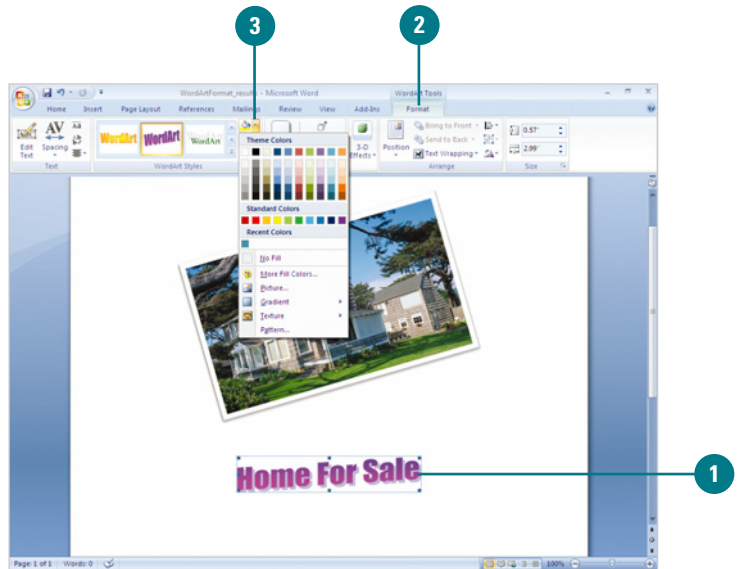 3
2
WordArtFormat_results - Microsoft Word
WordArt Tools
Home Insert Page Layout References Mailings Review View Add-Ins Format
Edit Text
Spacing
WordArt WordArt WordArt
3-D Effects
Position
Bring to Front
Send to Back
Text Wrapping
0.57"
2.99"
Text WordArt Styles Arrange Size
Theme Colors
Standard Colors
Recent Colors
No Fill
More Fill Colors...
Picture...
Gradient
Texture
Pattern...
Home For Sale
1
Page: 1 of 1 Words: 0 100%